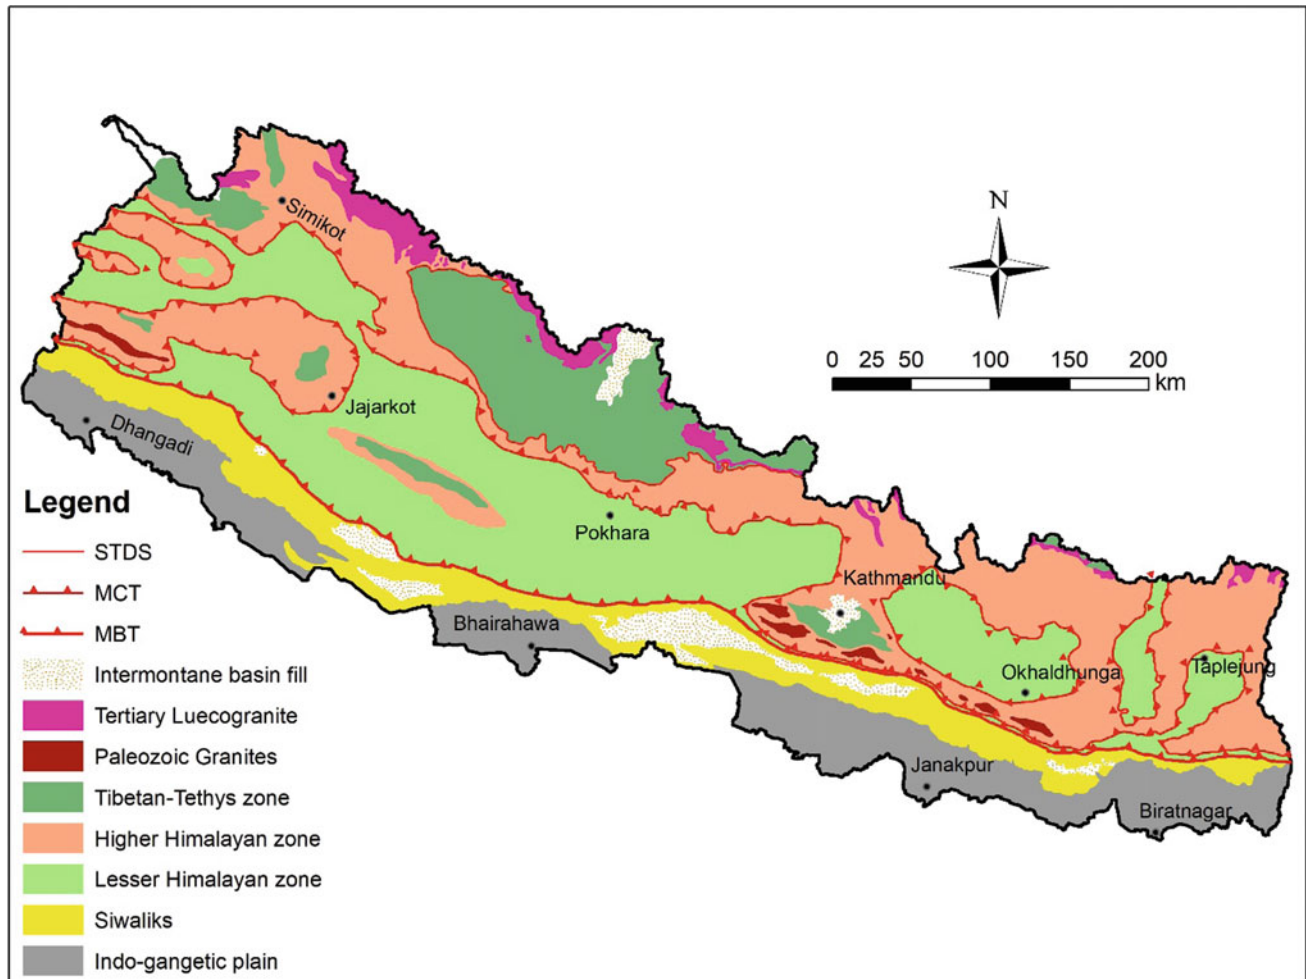 N
Simikot
0 25 50 100 150 200
km
Jajarkot
Dhangadi
Legend
Pokhara
STDS
Kathmandu
MCT
Bhairahawa
MBT
Taplejung
Okhaldhunga
Intermontane basin fill
Tertiary Luecogranite
Paleozoic Granites
Janakpur
Tibetan-Tethys zone
Biratnagar
Higher Himalayan zone
Lesser Himalayan zone
Siwaliks
Indo-gangetic plain